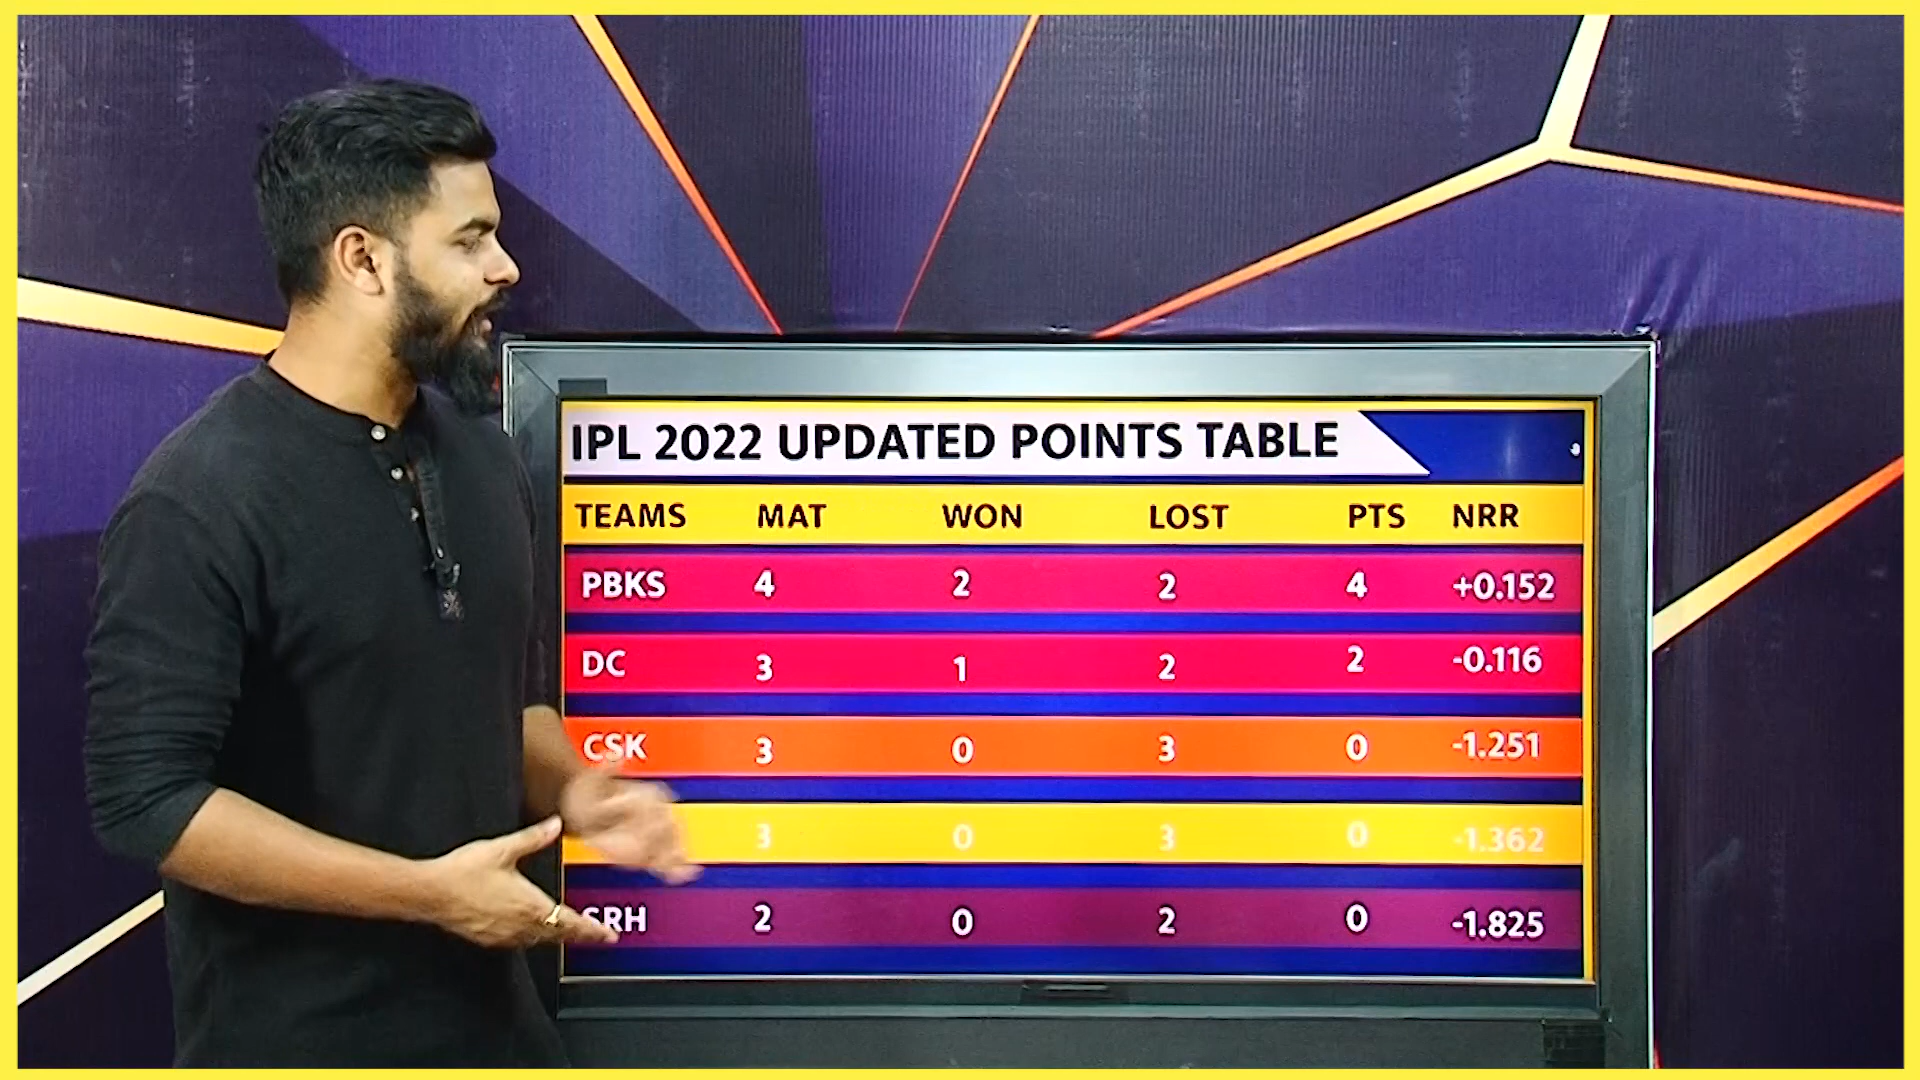 IPL 2022 UPDATED POINTS TABLE
TEAMS MAT WON LOST PTS NRR
PBKS 4 2 2 4 +0.152
DC 3 1 2 2 -0.116
CSK 3 0 3 0 -1.251
3 0 3 0 -1.362
SRH 2 0 2 0 -1.825